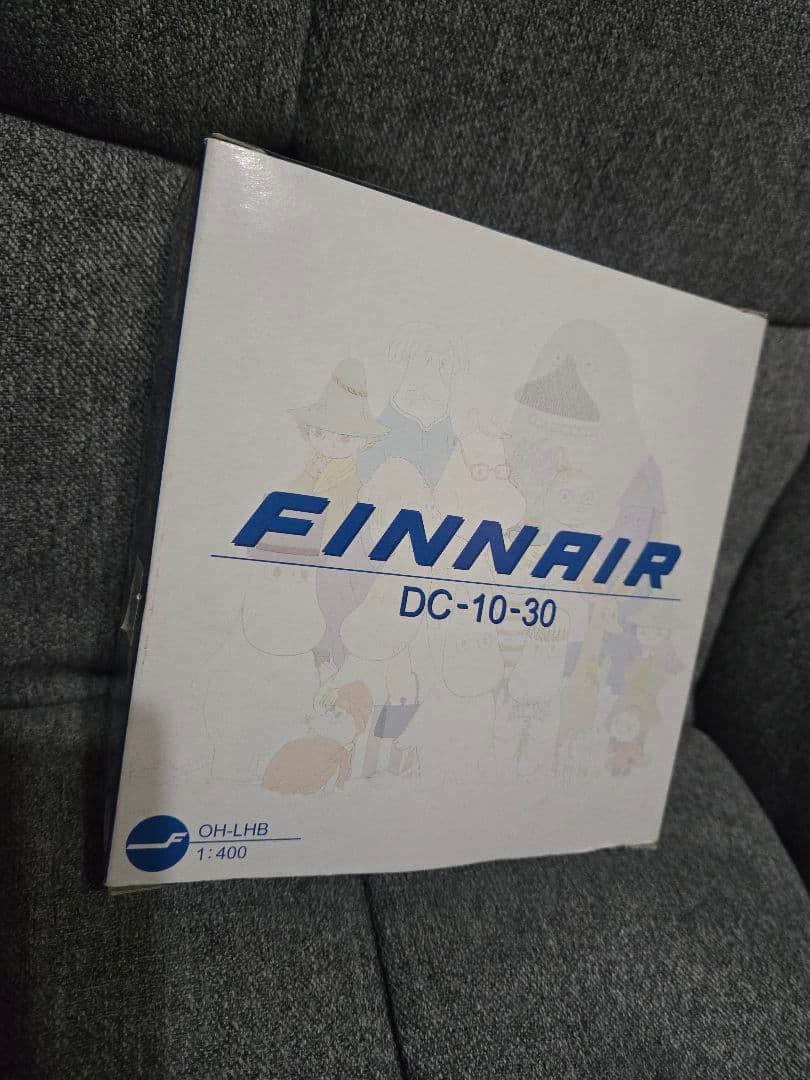 FINNAIR
DC-10-30
OH-LHB
1:400